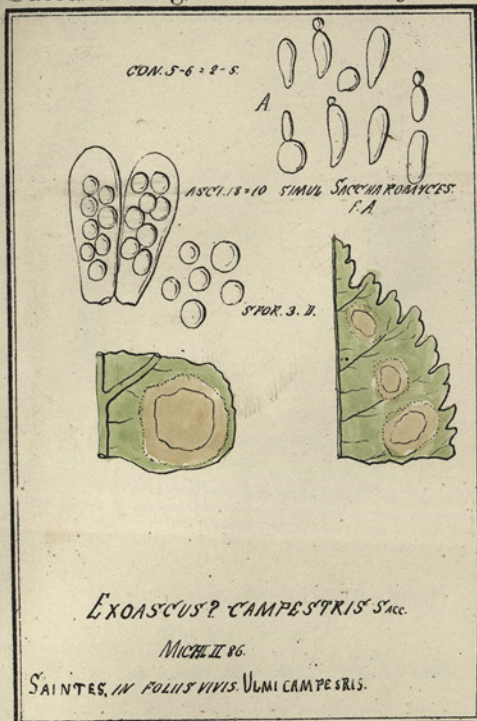 CON. 5-6 = 2-5.
A
ASCI. 18=10 SIMUL SACCHAROMYCES.
F. A.
SPOR. 3. D.
EXOASCUS? CAMPESTRIS SACC.
MICH. II 86.
SAINTES, IN FOLIIS VIVIS. ULMI CAMPESRIS.